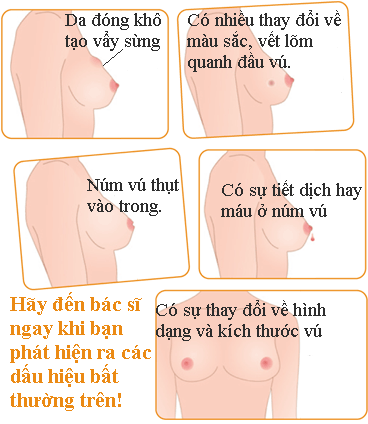 Da đóng khô
tạo vẩy sừng
Có nhiều thay đổi về
màu sắc, vết lõm
quanh đầu vú.
Núm vú thụt
vào trong.
Có sự tiết dịch hay
máu ở núm vú
Hãy đến bác sĩ
ngay khi bạn
phát hiện ra các
dấu hiệu bất
thường trên!
Có sự thay đổi về hình
dạng và kích thước vú